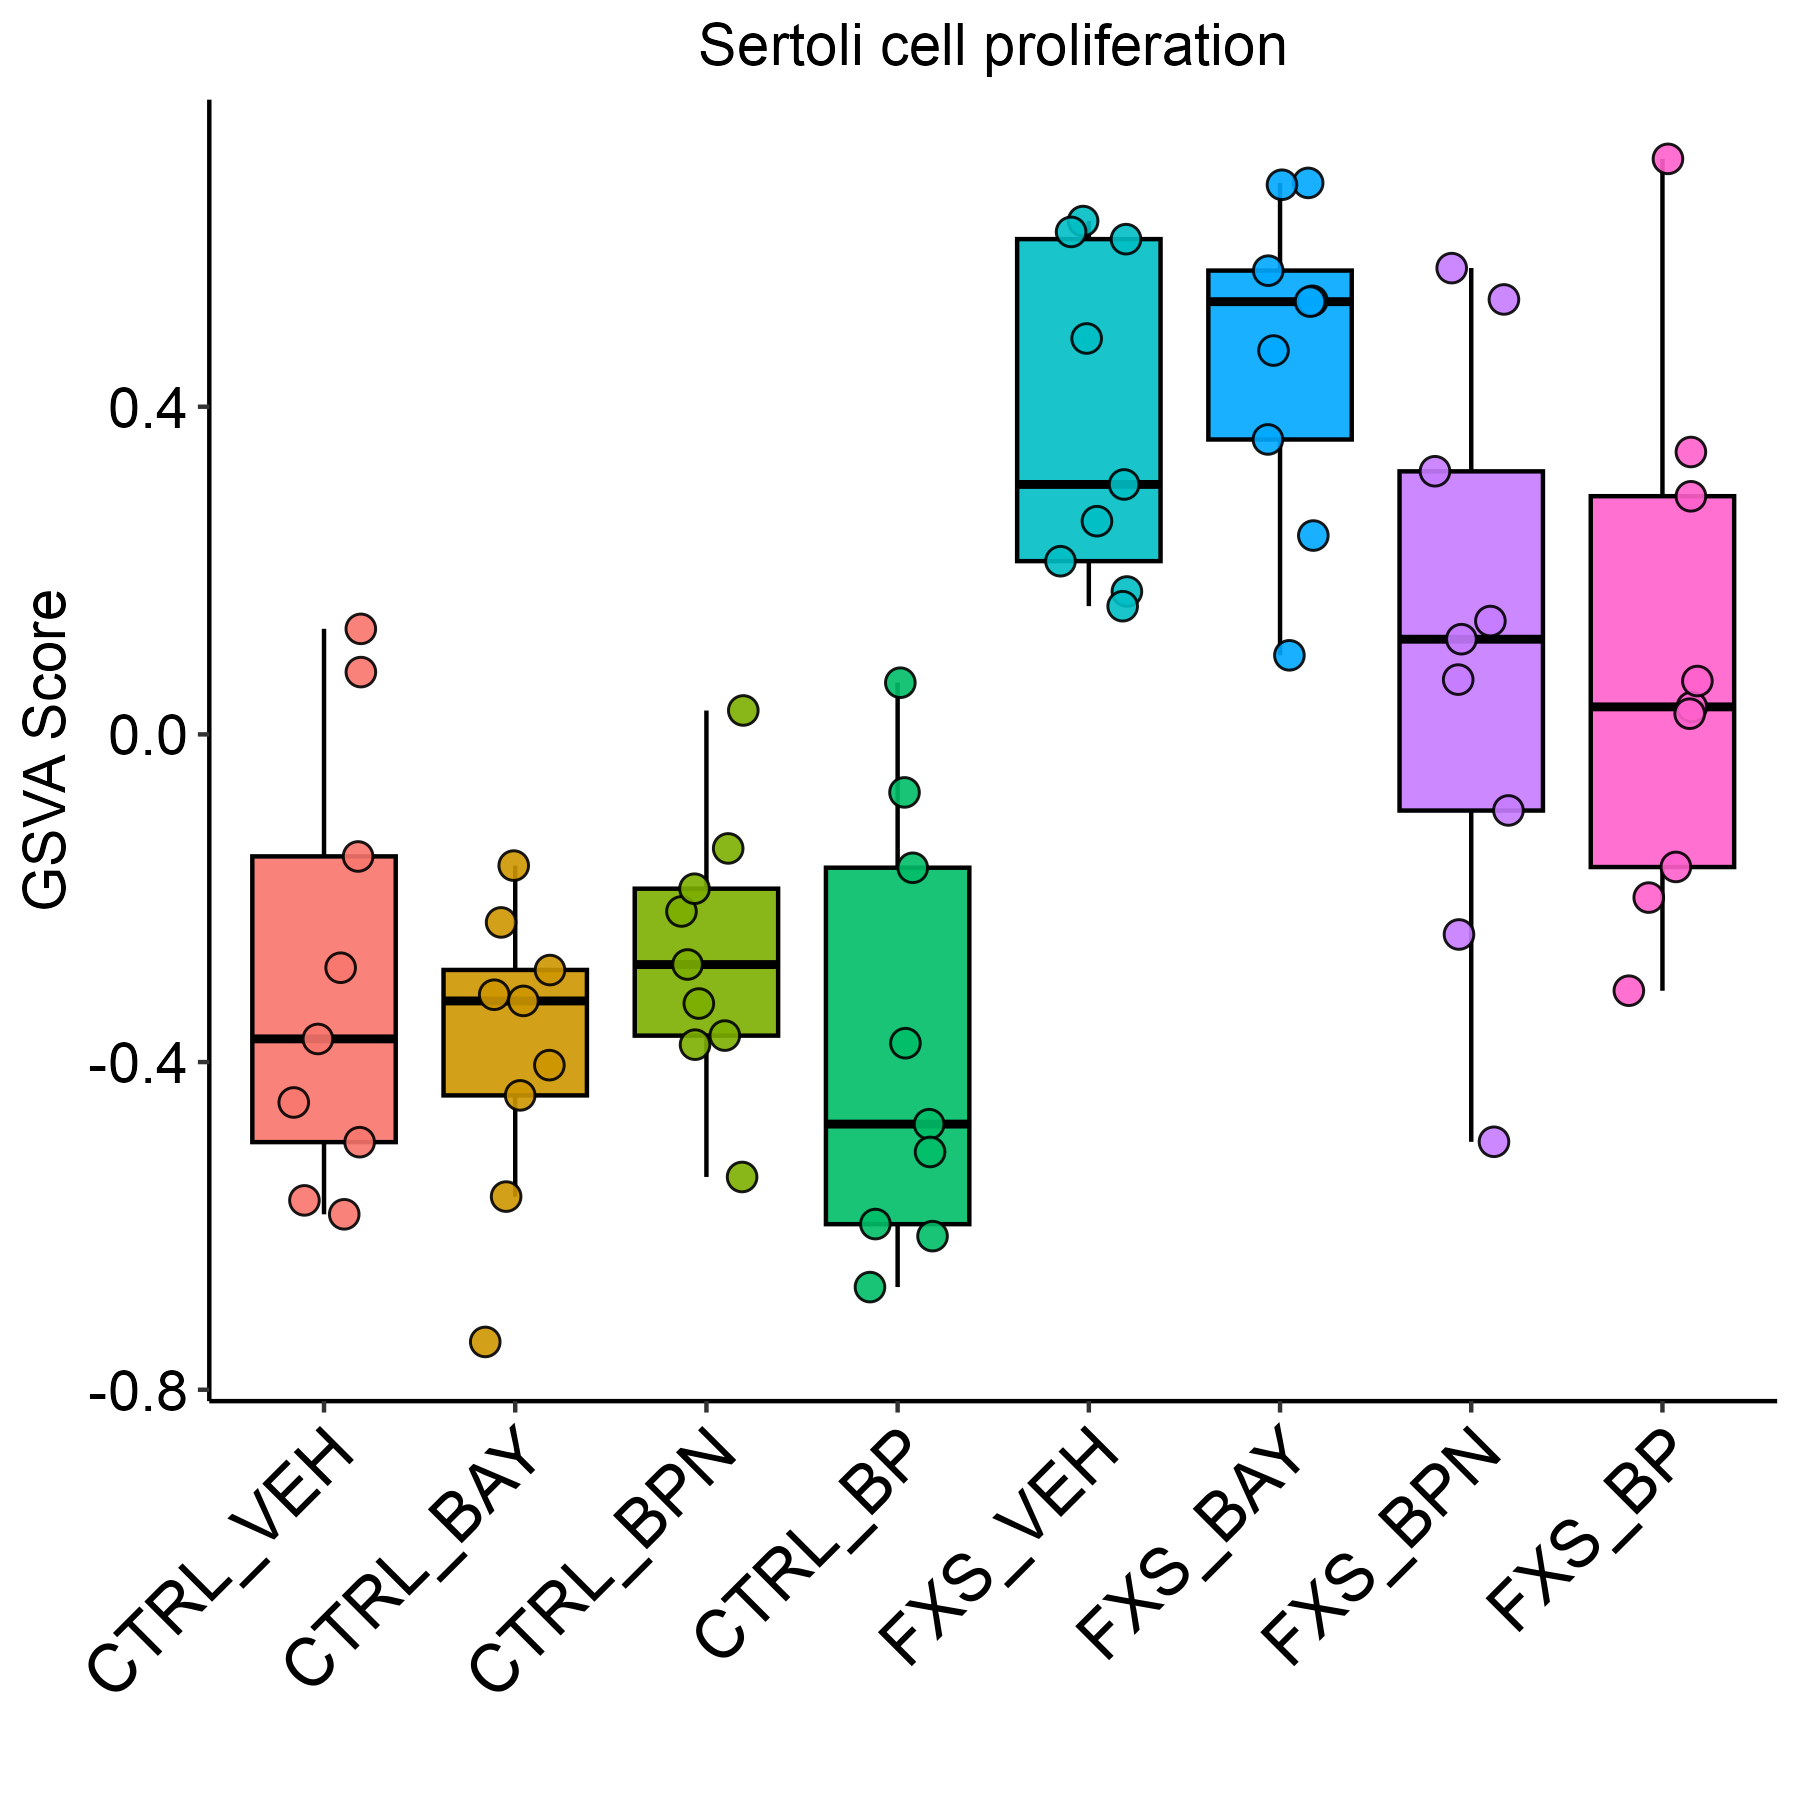 Sertoli cell proliferation
GSVA Score
0.4
0.0
-0.4
-0.8
CTRL_VEH
CTRL_BAY
CTRL_BPN
CTRL_BP
FXS_VEH
FXS_BAY
FXS_BPN
FXS_BP